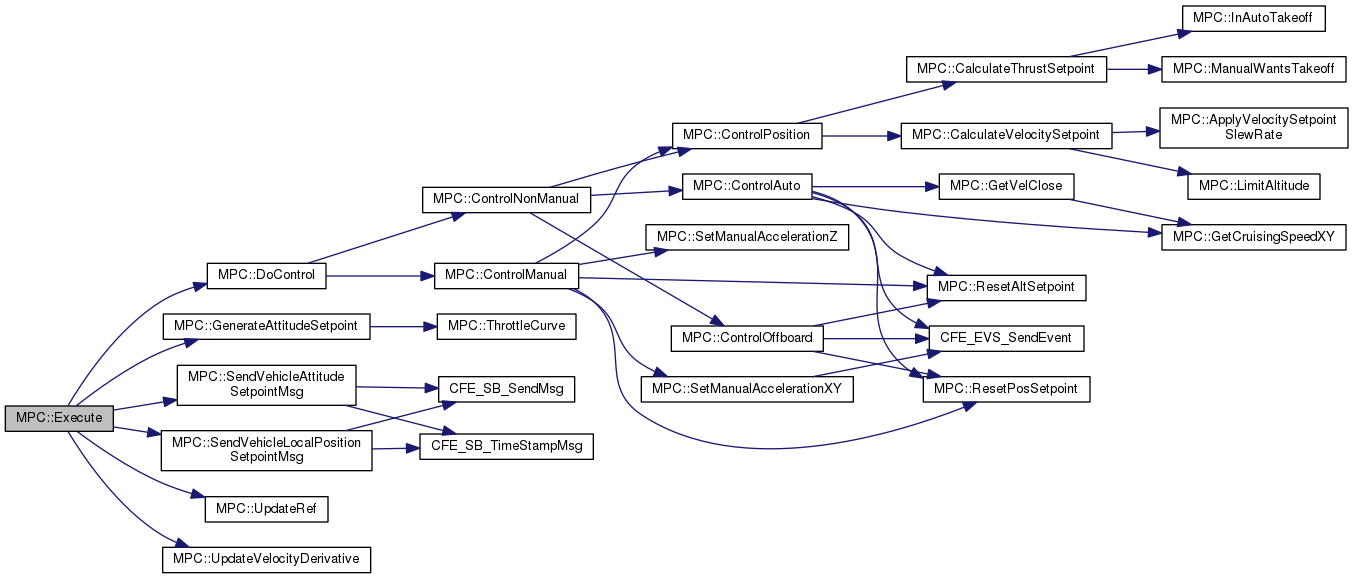 MPC::Execute
MPC::DoControl
MPC::GenerateAttitudeSetpoint
MPC::SendVehicleAttitude
SetpointMsg
MPC::SendVehicleLocalPosition
SetpointMsg
MPC::UpdateRef
MPC::UpdateVelocityDerivative
MPC::ControlNonManual
MPC::ControlManual
MPC::ThrottleCurve
CFE_SB_SendMsg
CFE_SB_TimeStampMsg
MPC::ControlPosition
MPC::ControlAuto
MPC::SetManualAccelerationZ
MPC::ControlOffboard
MPC::SetManualAccelerationXY
MPC::CalculateThrustSetpoint
MPC::CalculateVelocitySetpoint
MPC::GetVelClose
MPC::ResetAltSetpoint
CFE_EVS_SendEvent
MPC::ResetPosSetpoint
MPC::InAutoTakeoff
MPC::ManualWantsTakeoff
MPC::ApplyVelocitySetpoint
SlewRate
MPC::LimitAltitude
MPC::GetCruisingSpeedXY